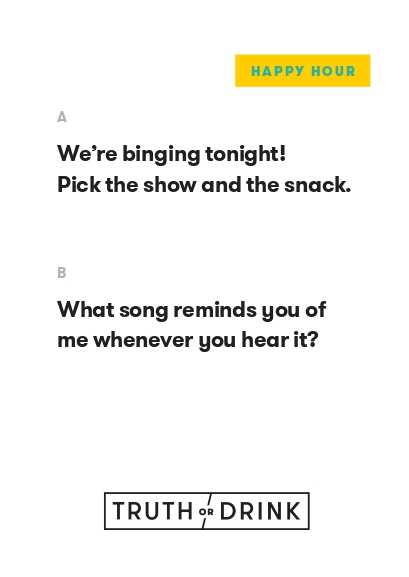 HAPPY HOUR
A
We’re binging tonight!
Pick the show and the snack.
B
What song reminds you of
me whenever you hear it?
TRUTH OR DRINK